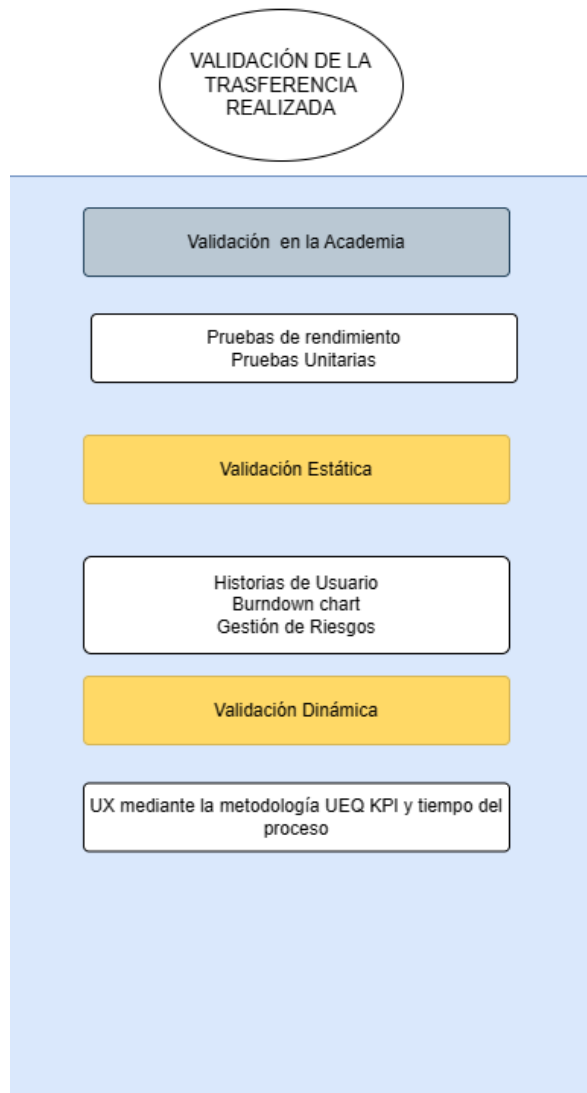 VALIDACIÓN DE LA
TRASFERENCIA
REALIZADA
Validación en la Academia
Pruebas de rendimiento
Pruebas Unitarias
Validación Estática
Historias de Usuario
Burndown chart
Gestión de Riesgos
Validación Dinámica
UX mediante la metodología UEQ KPI y tiempo del
proceso